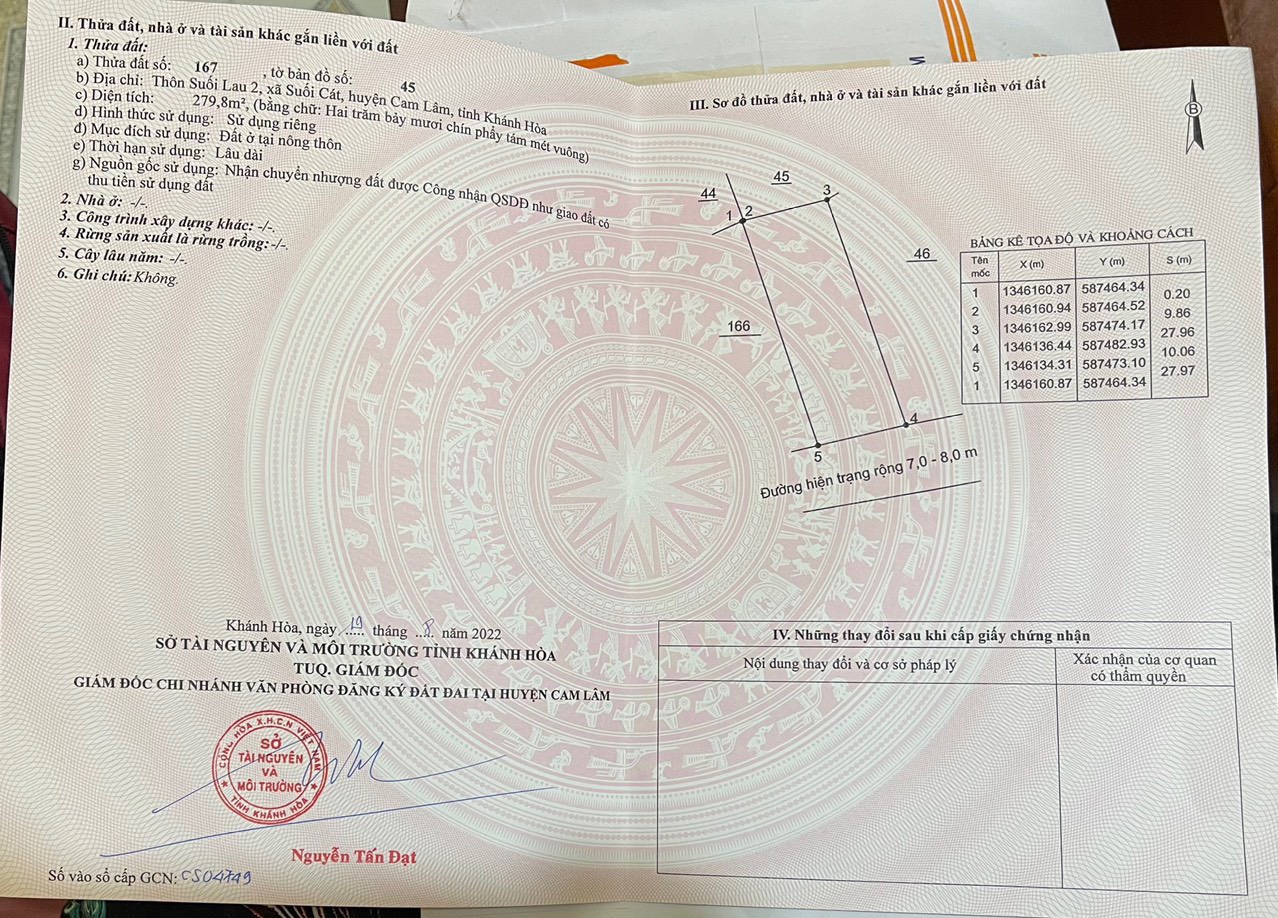 II. Thửa đất, nhà ở và tài sản khác gắn liền với đất
1. Thửa đất:
a) Thửa đất số: 167 , tờ bản đồ số: 45
b) Địa chỉ: Thôn Suối Lau 2, xã Suối Cát, huyện Cam Lâm, tỉnh Khánh Hòa
c) Diện tích: 279,8m², (bằng chữ: Hai trăm bảy mươi chín phẩy tám mét vuông)
d) Hình thức sử dụng: Sử dụng riêng
đ) Mục đích sử dụng: Đất ở tại nông thôn
e) Thời hạn sử dụng: Lâu dài
g) Nguồn gốc sử dụng: Nhận chuyển nhượng đất được Công nhận QSDĐ như giao đất có
thu tiền sử dụng đất
2. Nhà ở: -/-.
3. Công trình xây dựng khác: -/-.
4. Rừng sản xuất là rừng trồng:-/-.
5. Cây lâu năm: -/-.
6. Ghi chú: Không.
Khánh Hòa, ngày 19 tháng 8 năm 2022
SỞ TÀI NGUYÊN VÀ MÔI TRƯỜNG TỈNH KHÁNH HÒA
TUQ. GIÁM ĐỐC
GIÁM ĐỐC CHI NHÁNH VĂN PHÒNG ĐĂNG KÝ ĐẤT ĐAI TẠI HUYỆN CAM LÂM
CỘNG HÒA X.H.C.N VIỆT NAM
SỞ
TÀI NGUYÊN
VÀ
MÔI TRƯỜNG
TỈNH KHÁNH HÒA
Nguyễn Tấn Đạt
Số vào sổ cấp GCN: CS04749
III. Sơ đồ thửa đất, nhà ở và tài sản khác gắn liền với đất
B
45
44
3
1 2
46
166
4
5
Đường hiện trạng rộng 7,0 - 8,0 m
BẢNG KÊ TỌA ĐỘ VÀ KHOẢNG CÁCH
Tên mốc X (m) Y (m) S (m)
1 1346160.87 587464.34
0.20
2 1346160.94 587464.52
9.86
3 1346162.99 587474.17
27.96
4 1346136.44 587482.93
10.06
5 1346134.31 587473.10
27.97
1 1346160.87 587464.34
IV. Những thay đổi sau khi cấp giấy chứng nhận
Nội dung thay đổi và cơ sở pháp lý
Xác nhận của cơ quan
có thẩm quyền